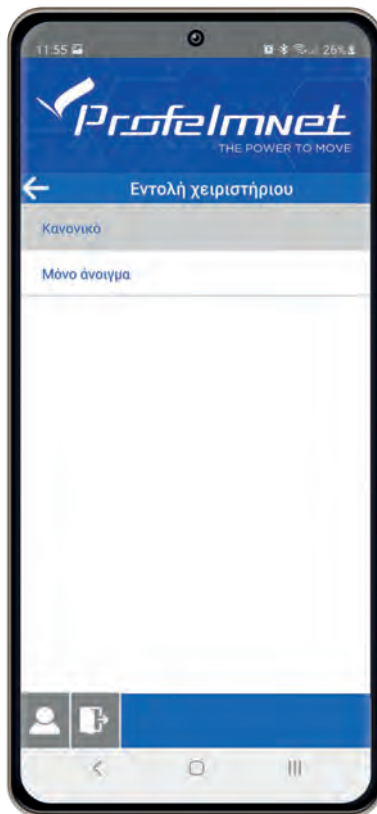 11:55
26%
Profelmnet
THE POWER TO MOVE
Εντολή χειριστήριου
Κανονικό
Μόνο άνοιγμα